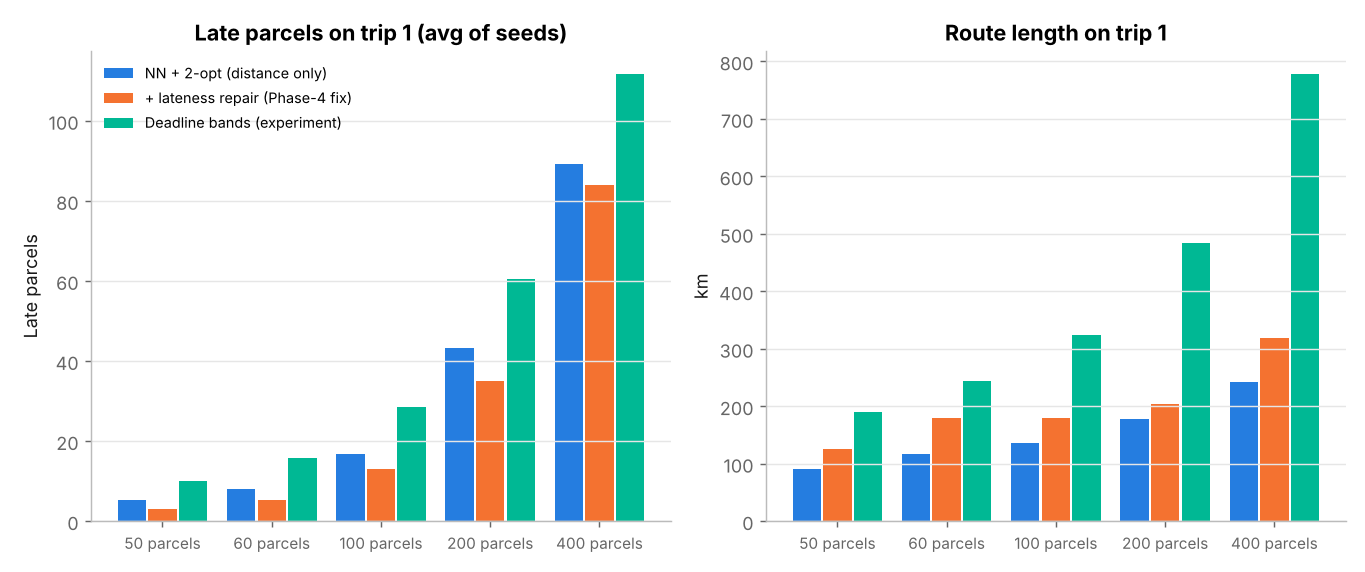 Late parcels on trip 1 (avg of seeds)
NN + 2-opt (distance only)
+ lateness repair (Phase-4 fix)
Deadline bands (experiment)
Late parcels
100
80
60
40
20
0
50 parcels
60 parcels
100 parcels
200 parcels
400 parcels
Route length on trip 1
km
800
700
600
500
400
300
200
100
0
50 parcels
60 parcels
100 parcels
200 parcels
400 parcels